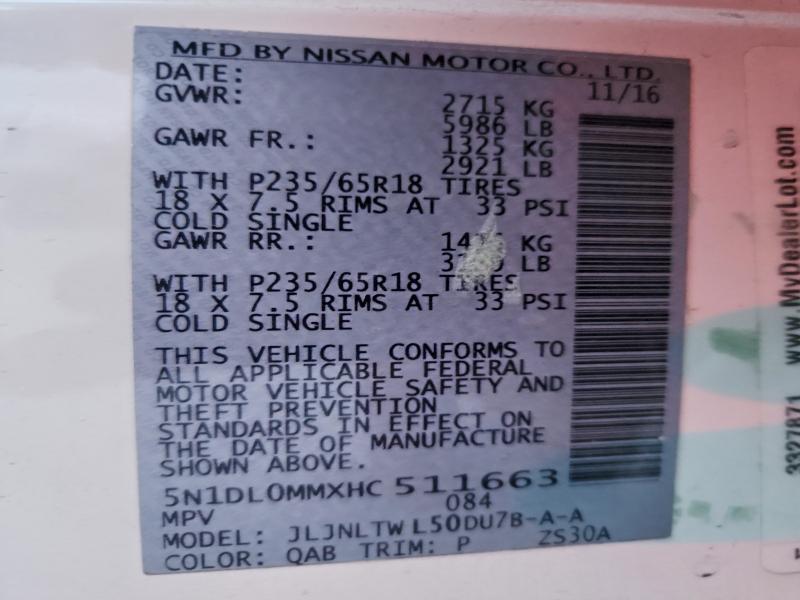 MFD BY NISSAN MOTOR CO., LTD.
DATE: 11/16
GVWR: 2715 KG
5986 LB
GAWR FR.: 1325 KG
2921 LB
WITH P235/65R18 TIRES
18 X 7.5 RIMS AT 33 PSI
COLD SINGLE
GAWR RR.: KG
LB
WITH P235/65R18 TIRES
18 X 7.5 RIMS AT 33 PSI
COLD SINGLE
THIS VEHICLE CONFORMS TO
ALL APPLICABLE FEDERAL
MOTOR VEHICLE SAFETY AND
THEFT PREVENTION
STANDARDS IN EFFECT ON
THE DATE OF MANUFACTURE
SHOWN ABOVE.
5N1DL0MMXHC 511663
MPV 084
MODEL: JLJNLTW L50DU7B-A-A
COLOR: QAB TRIM: P ZS30A
3327871 www.MyDealerLot.com